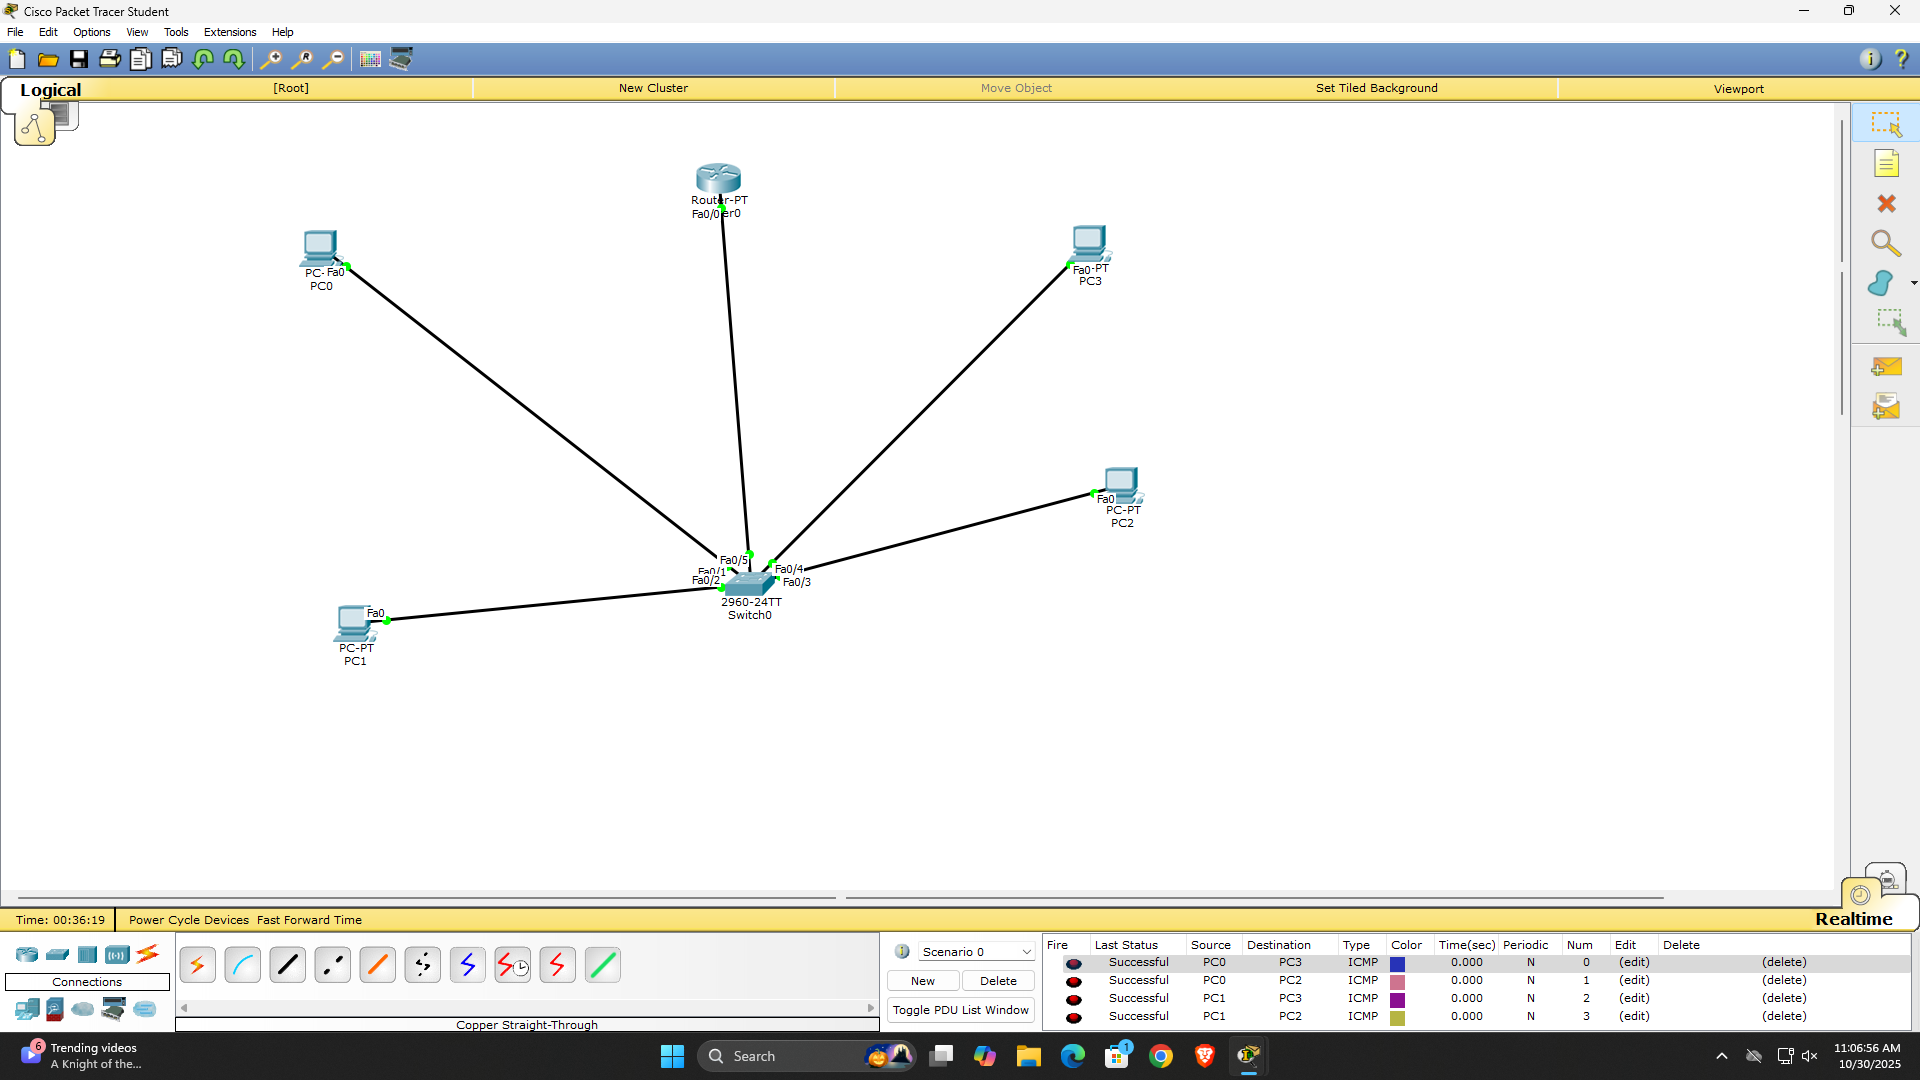 Cisco Packet Tracer Student
File Edit Options View Tools Extensions Help
Logical [Root] New Cluster Move Object Set Tiled Background Viewport
Router-PT
Fa0/0 er0
PC- Fa0
PC0
Fa0 -PT
PC3
Fa0
PC-PT
PC2
Fa0/5
Fa0/1
Fa0/2
Fa0/4
Fa0/3
2960-24TT
Switch0
Fa0
PC-PT
PC1
Time: 00:36:19 Power Cycle Devices Fast Forward Time
Realtime
Connections
Copper Straight-Through
Scenario 0
New Delete
Toggle PDU List Window
Fire Last Status Source Destination Type Color Time(sec) Periodic Num Edit Delete
Successful PC0 PC3 ICMP 0.000 N 0 (edit) (delete)
Successful PC0 PC2 ICMP 0.000 N 1 (edit) (delete)
Successful PC1 PC3 ICMP 0.000 N 2 (edit) (delete)
Successful PC1 PC2 ICMP 0.000 N 3 (edit) (delete)
6
Trending videos
A Knight of the...
Search
1
11:06:56 AM
10/30/2025